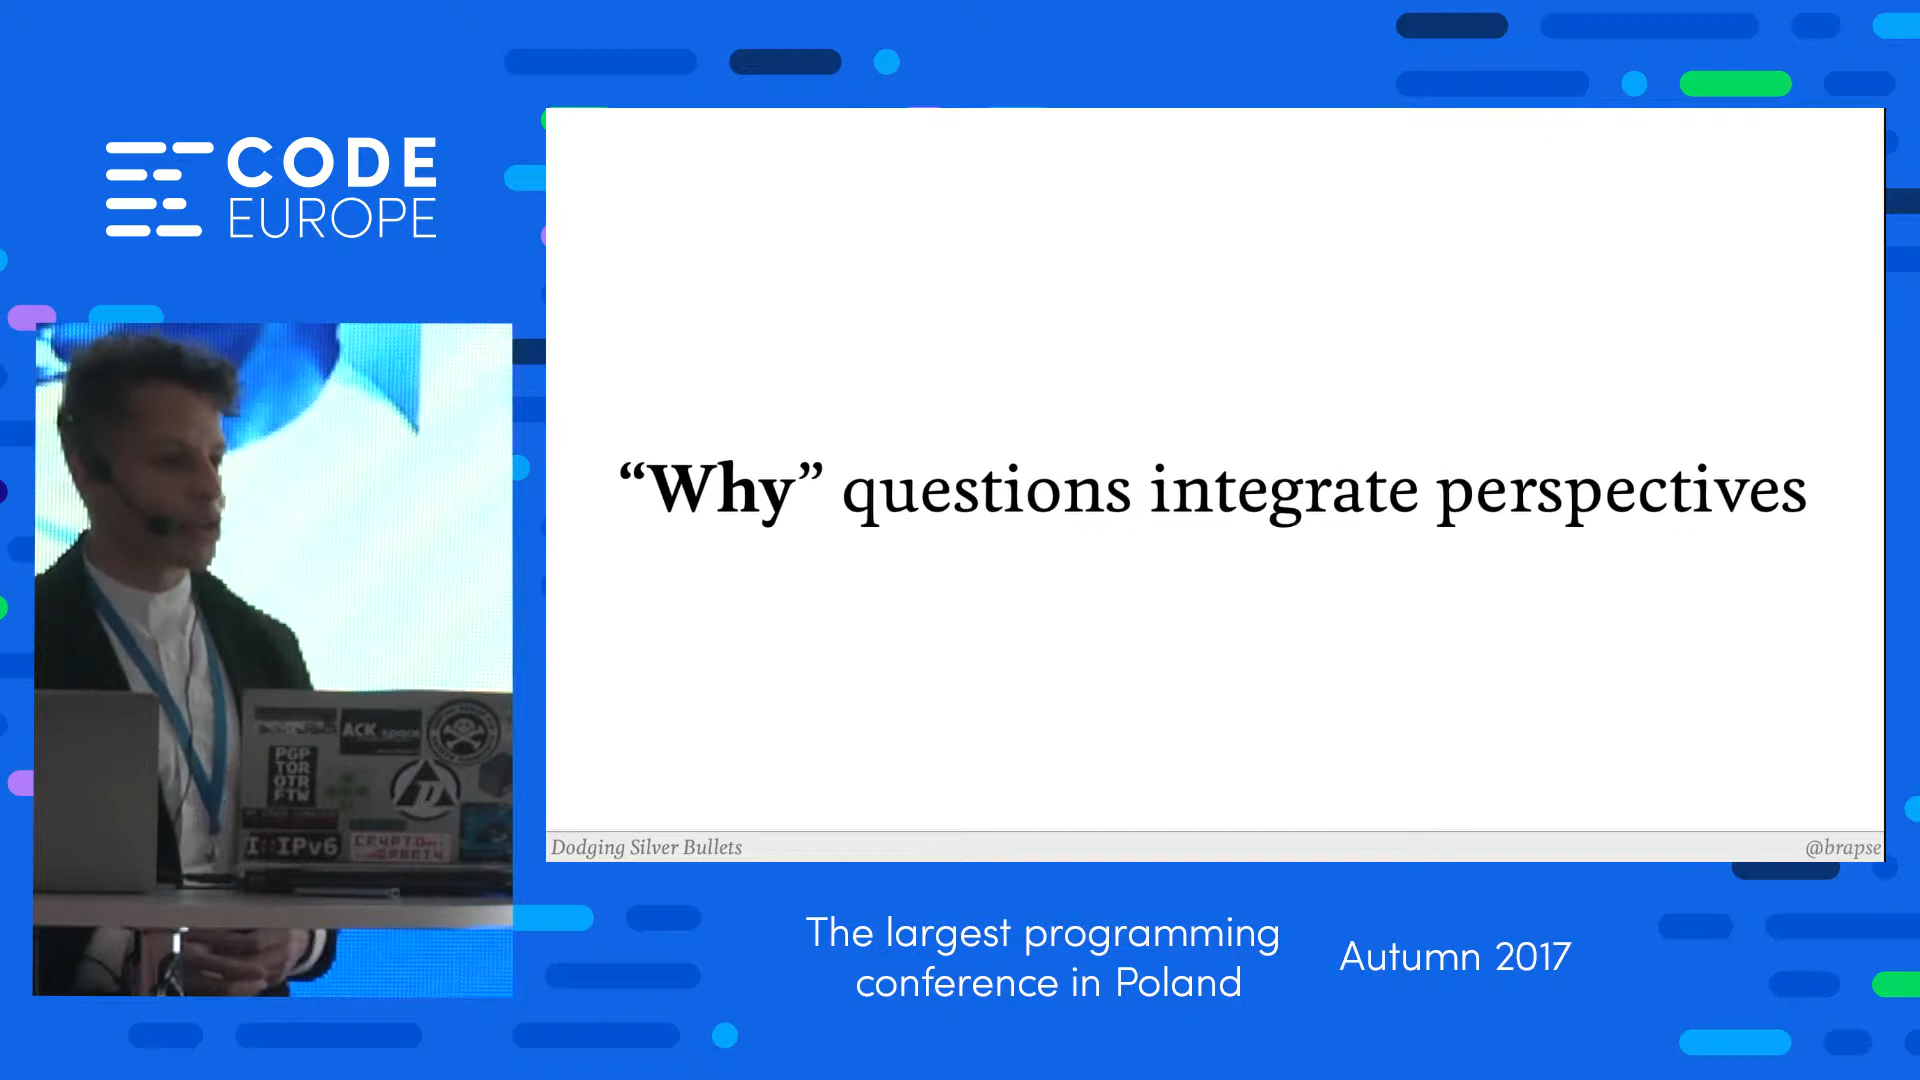 CODE
EUROPE
“Why” questions integrate perspectives
Dodging Silver Bullets
@brapse
The largest programming
conference in Poland
Autumn 2017
ACK
PGP
TOR
OTR
FTW
D
IPv6
CRYPTO